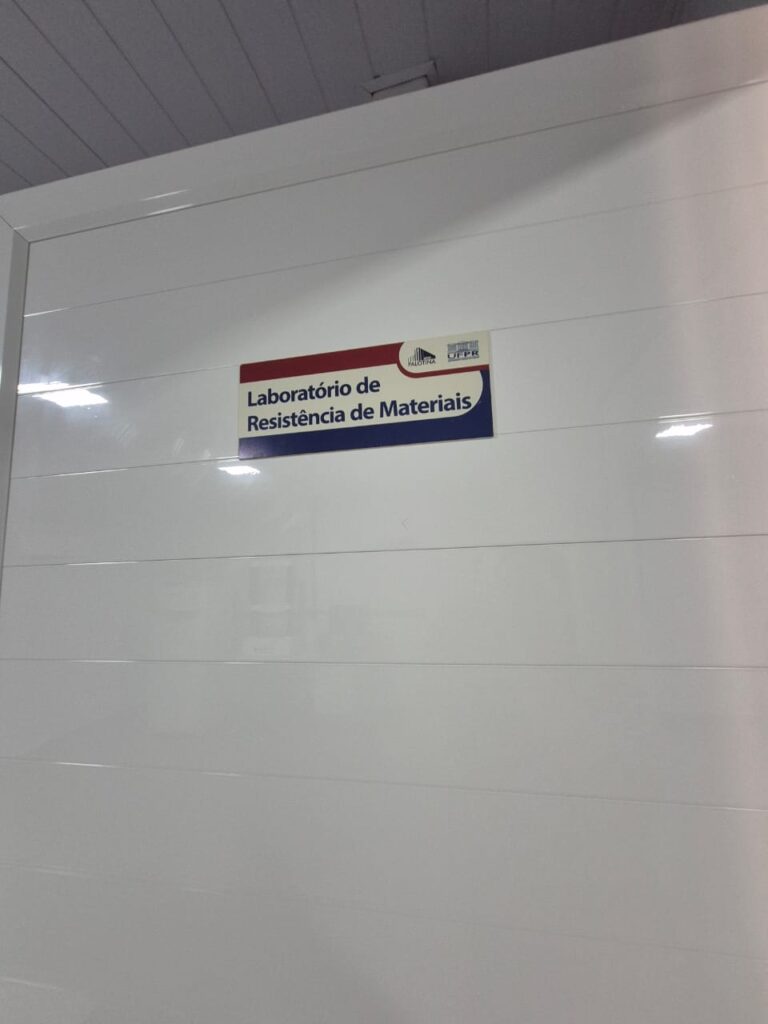 PALOTINA
UFPR
Laboratório de
Resistência de Materiais